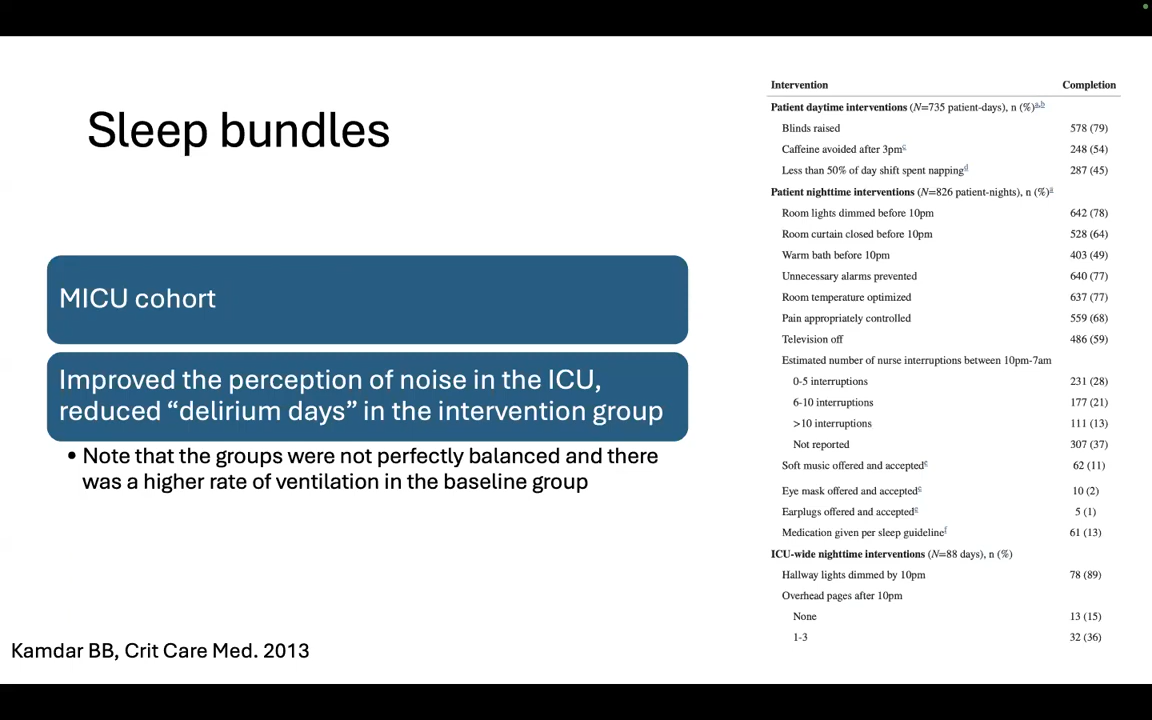 Sleep bundles
MICU cohort
Improved the perception of noise in the ICU,
reduced “delirium days” in the intervention group
• Note that the groups were not perfectly balanced and there
was a higher rate of ventilation in the baseline group
Kamdar BB, Crit Care Med. 2013
Intervention Completion
Patient daytime interventions (N=735 patient-days), n (%)a,b
Blinds raised 578 (79)
Caffeine avoided after 3pmc 248 (54)
Less than 50% of day shift spent nappingd 287 (45)
Patient nighttime interventions (N=826 patient-nights), n (%)a
Room lights dimmed before 10pm 642 (78)
Room curtain closed before 10pm 528 (64)
Warm bath before 10pm 403 (49)
Unnecessary alarms prevented 640 (77)
Room temperature optimized 637 (77)
Pain appropriately controlled 559 (68)
Television off 486 (59)
Estimated number of nurse interruptions between 10pm-7am
0-5 interruptions 231 (28)
6-10 interruptions 177 (21)
>10 interruptions 111 (13)
Not reported 307 (37)
Soft music offered and acceptede 62 (11)
Eye mask offered and acceptede 10 (2)
Earplugs offered and acceptede 5 (1)
Medication given per sleep guidelinef 61 (13)
ICU-wide nighttime interventions (N=88 days), n (%)
Hallway lights dimmed by 10pm 78 (89)
Overhead pages after 10pm
None 13 (15)
1-3 32 (36)